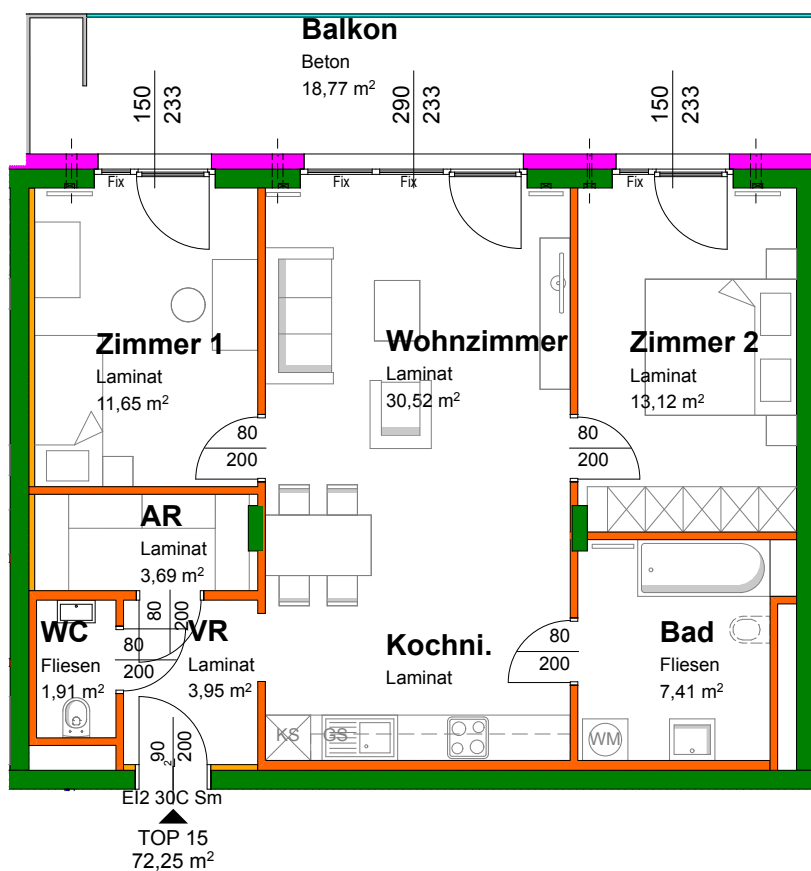 Balkon
Beton
18,77 m²
150
233
290
233
150
233
Fix
Fix
Fix
Fix
Zimmer 1
Laminat
11,65 m²
Wohnzimmer
Laminat
30,52 m²
Zimmer 2
Laminat
13,12 m²
80
200
80
200
AR
Laminat
3,69 m²
80
200
WC
Fliesen
1,91 m²
80
200
VR
Laminat
3,95 m²
Kochni.
Laminat
80
200
Bad
Fliesen
7,41 m²
KS
GS
WM
90₂
200
EI2 30C Sm
TOP 15
72,25 m²